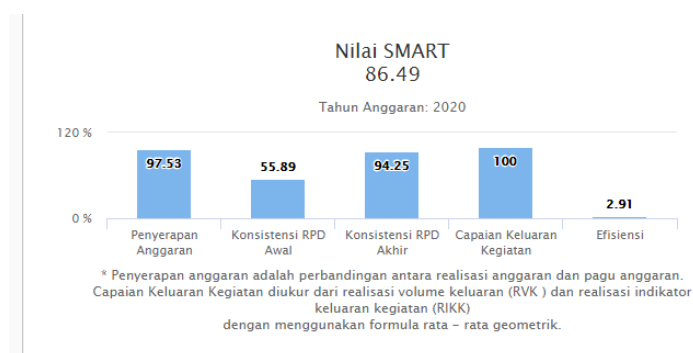 Nilai SMART
86.49
Tahun Anggaran: 2020
120 %
97.53
55.89
94.25
100
2.91
0 %
Penyerapan Anggaran
Konsistensi RPD Awal
Konsistensi RPD Akhir
Capaian Keluaran Kegiatan
Efisiensi
* Penyerapan anggaran adalah perbandingan antara realisasi anggaran dan pagu anggaran.
Capaian Keluaran Kegiatan diukur dari realisasi volume keluaran (RVK ) dan realisasi indikator
keluaran kegiatan (RIKK)
dengan menggunakan formula rata – rata geometrik.